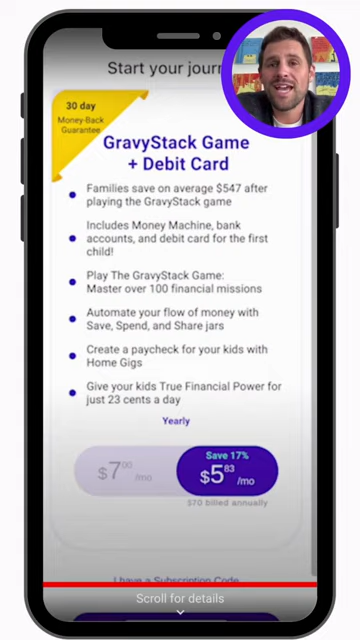 Start your
30 day
Money-Back
Guarantee
GravyStack Game
+ Debit Card
Families save on average $547 after
playing the GravyStack game
Includes Money Machine, bank
accounts, and debit card for the first
child!
Play The GravyStack Game:
Master over 100 financial missions
Automate your flow of money with
Save, Spend, and Share jars
Create a paycheck for your kids with
Home Gigs
Give your kids True Financial Power for
just 23 cents a day
Yearly
$7.00 /mo
Save 17%
$5.83 /mo
$70 billed annually
I have a Subscription Code
Scroll for details